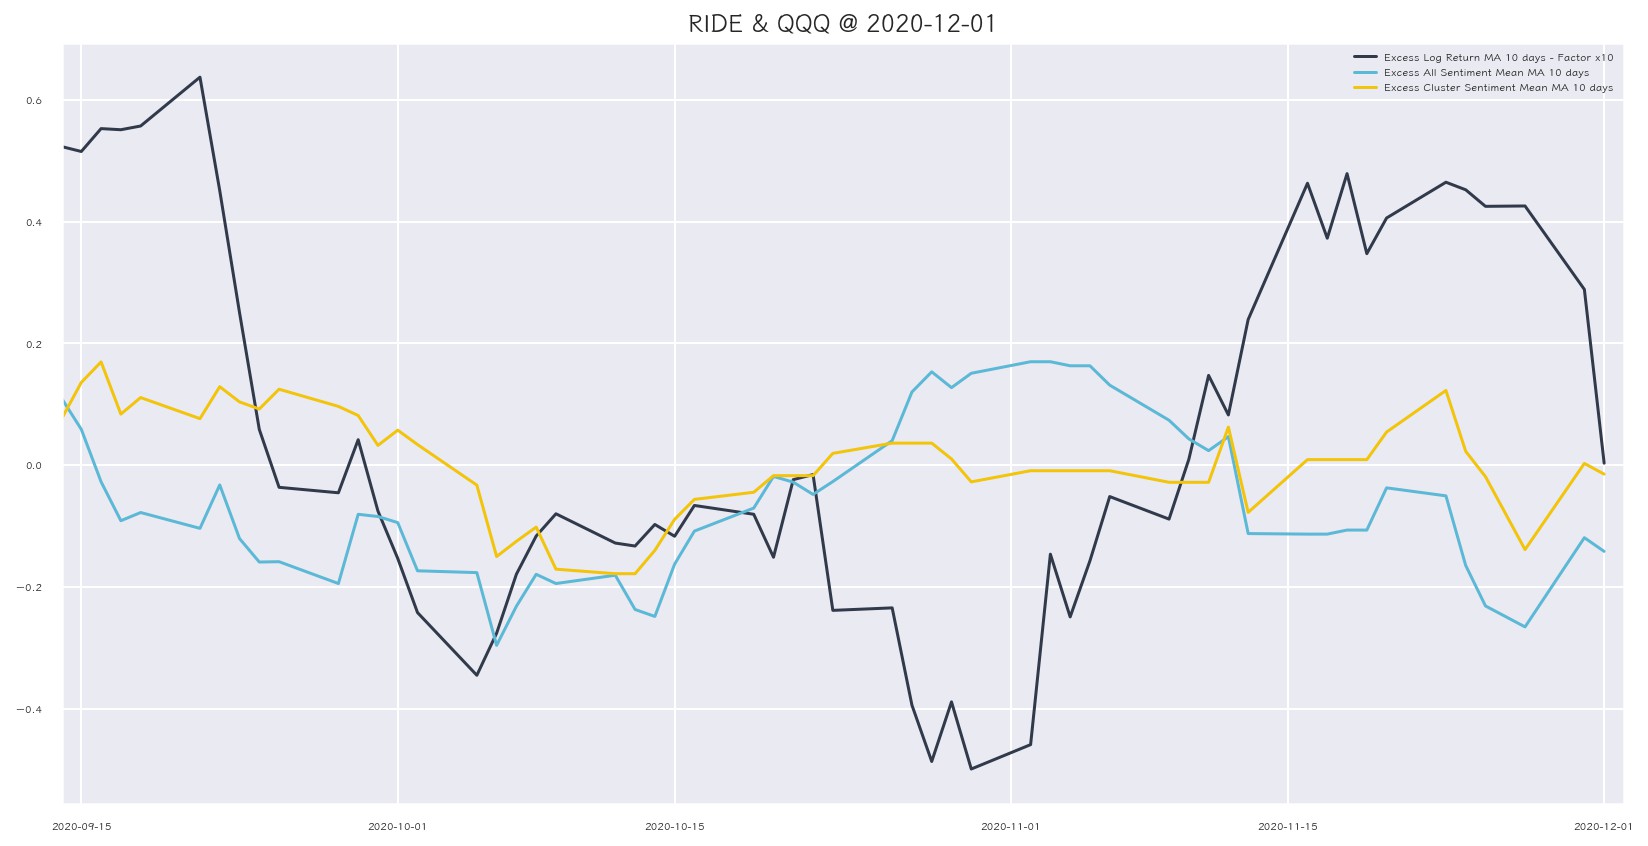 RIDE & QQQ @ 2020-12-01
Excess Log Return MA 10 days - Factor x10
Excess All Sentiment Mean MA 10 days
Excess Cluster Sentiment Mean MA 10 days
0.6
0.4
0.2
0.0
−0.2
−0.4
2020-09-15 2020-10-01 2020-10-15 2020-11-01 2020-11-15 2020-12-01